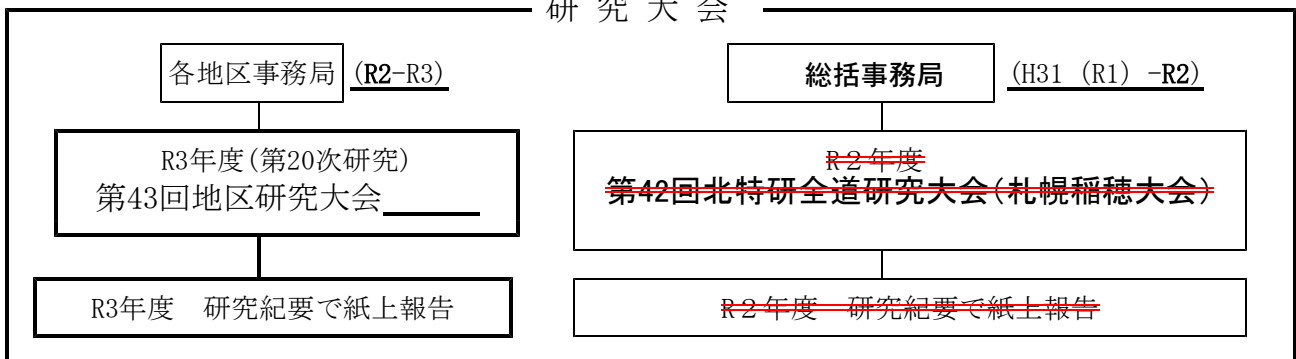 研究大会
各地区事務局 (R2-R3)
総括事務局 (H31 (R1) -R2)
R3年度(第20次研究)
第43回地区研究大会
R2年度
第42回北特研全道研究大会(札幌稲穂大会)
R3年度 研究紀要で紙上報告
R2年度 研究紀要で紙上報告